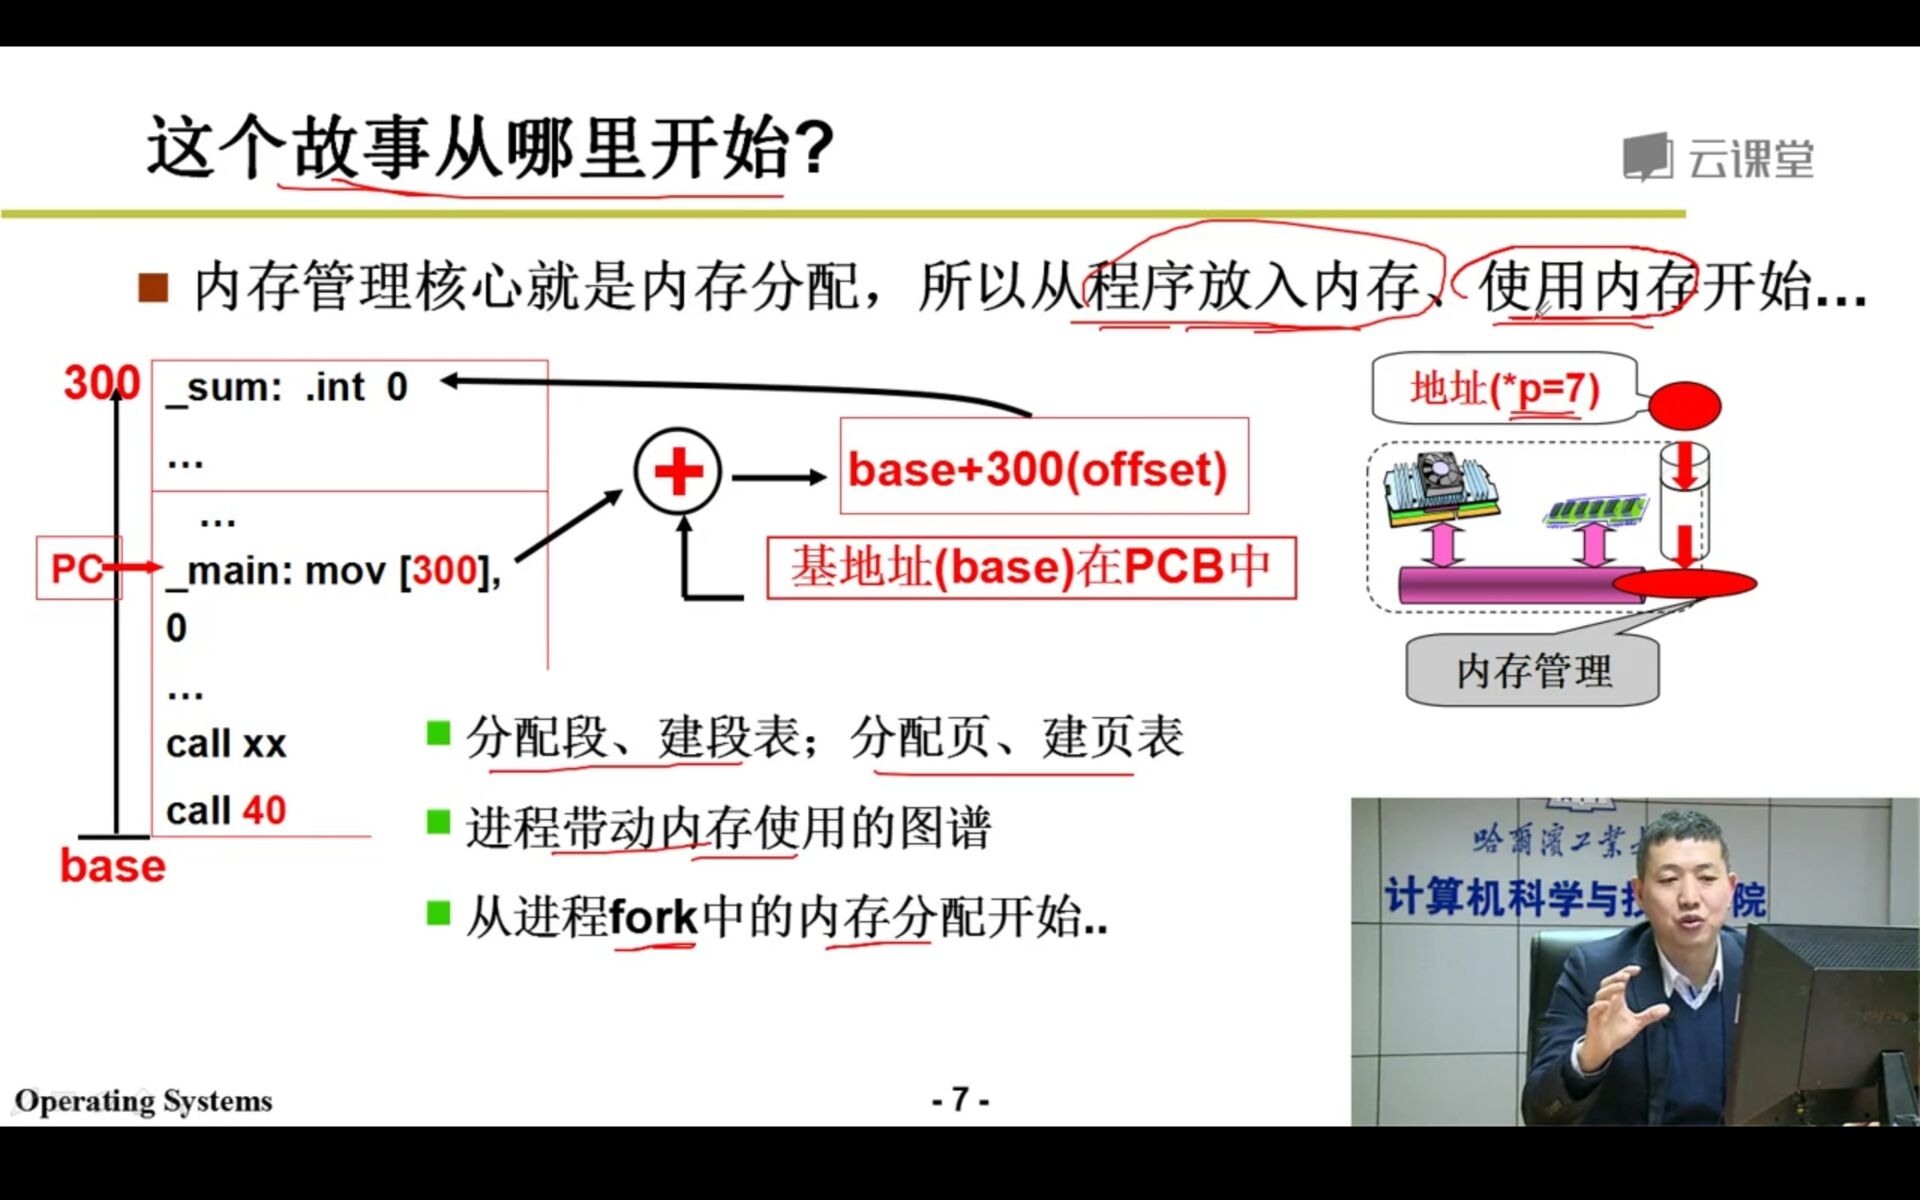 这个故事从哪里开始?
云课堂
内存管理核心就是内存分配，所以从程序放入内存、使用内存开始...
300
_sum: .int 0
...
...
PC
_main: mov [300],
0
...
call xx
call 40
base
+
base+300(offset)
基地址(base)在PCB中
地址(*p=7)
内存管理
分配段、建段表；分配页、建页表
进程带动内存使用的图谱
从进程fork中的内存分配开始..
哈爾濱工業
计算机科学与技 院
Operating Systems
- 7 -